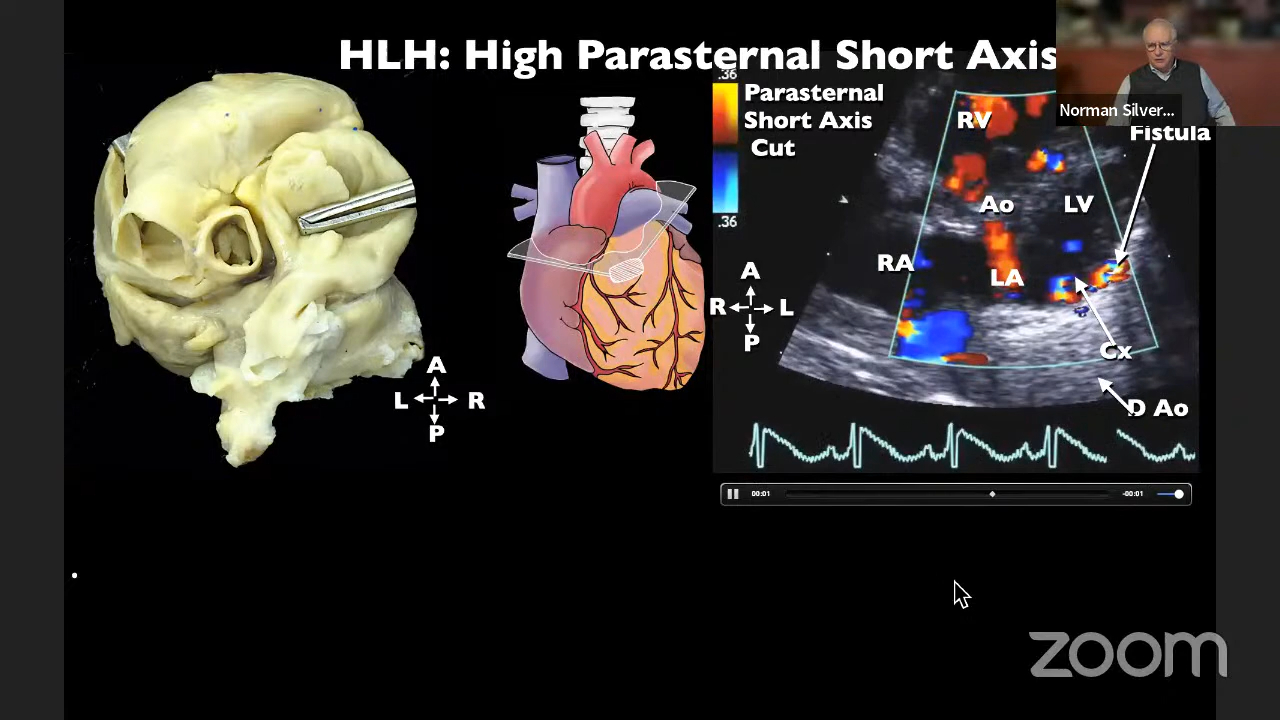 HLH: High Parasternal Short Axis
Norman Silver...
.36
Parasternal
Short Axis
Cut
.36
RV
Fistula
Ao
LV
RA
LA
A
R
L
P
Cx
D Ao
A
L
R
P
00:01
-00:01
zoom